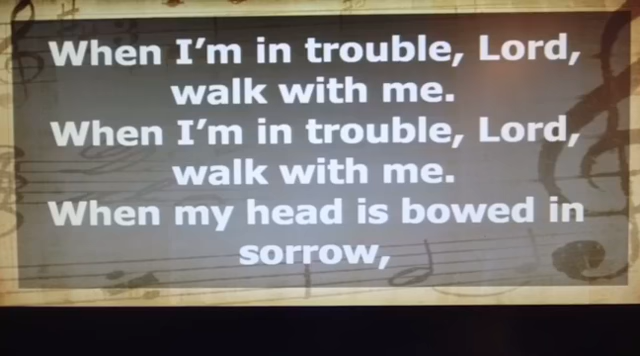 When I'm in trouble, Lord,
walk with me.
When I'm in trouble, Lord,
walk with me.
When my head is bowed in
sorrow,